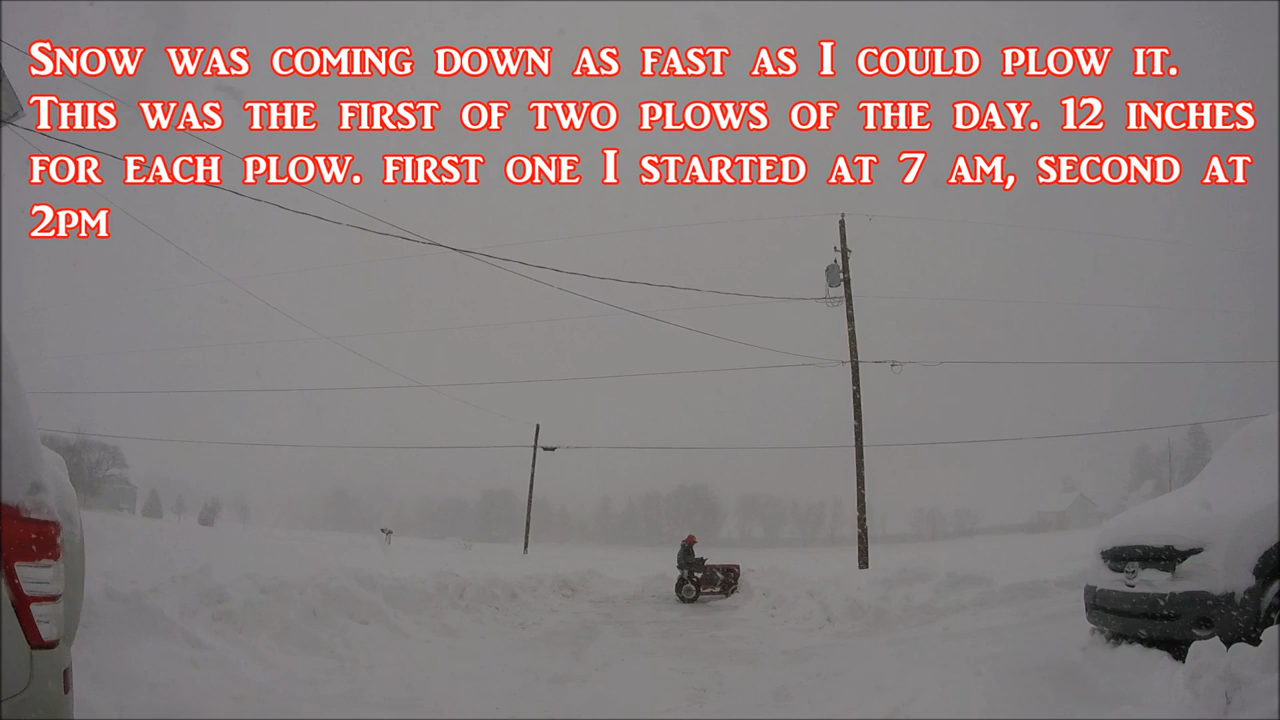 Snow was coming down as fast as I could plow it.
This was the first of two plows of the day. 12 inches
for each plow. first one I started at 7 am, second at
2pm